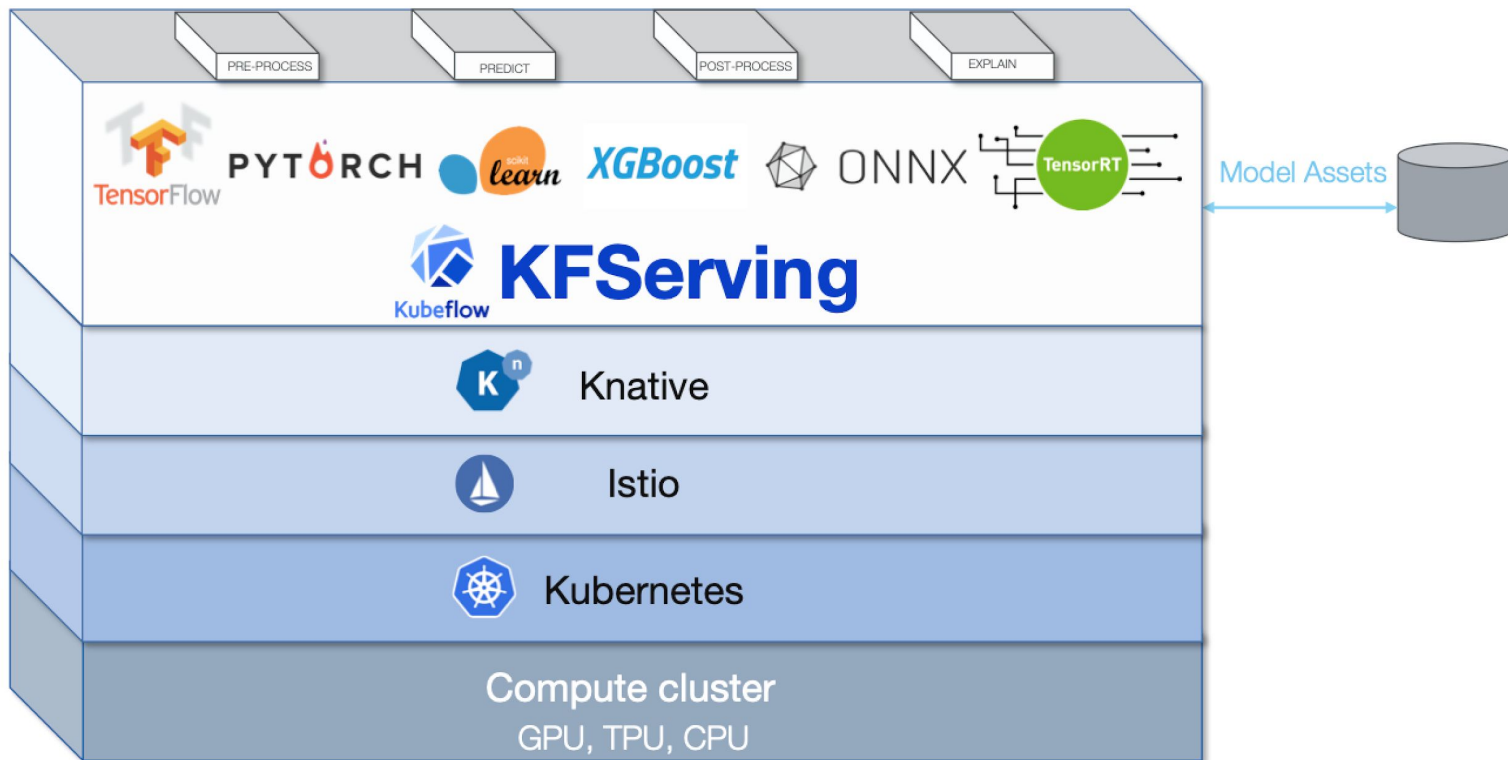 PRE-PROCESS
PREDICT
POST-PROCESS
EXPLAIN
TensorFlow
PYTORCH
scikit
learn
XGBoost
ONNX
TensorRT
Model Assets
Kubeflow
KFServing
K n
Knative
Istio
Kubernetes
Compute cluster
GPU, TPU, CPU